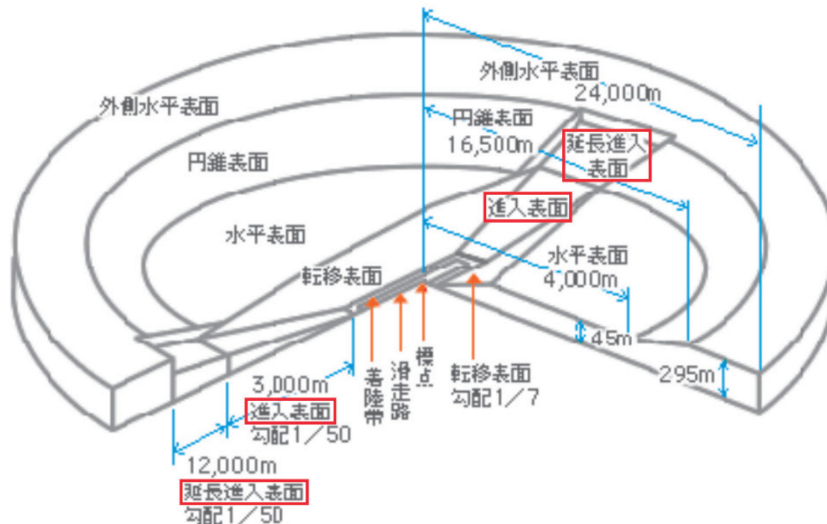 外側水平表面
24,000m
外側水平表面
円錐表面
16,500m
延長進入
表面
円錐表面
進入表面
水平表面
水平表面
4,000m
転移表面
45m
295m
3,000m
進入表面
勾配1/50
着陸帯
滑走路
標点
転移表面
勾配1/7
12,000m
延長進入表面
勾配1/50